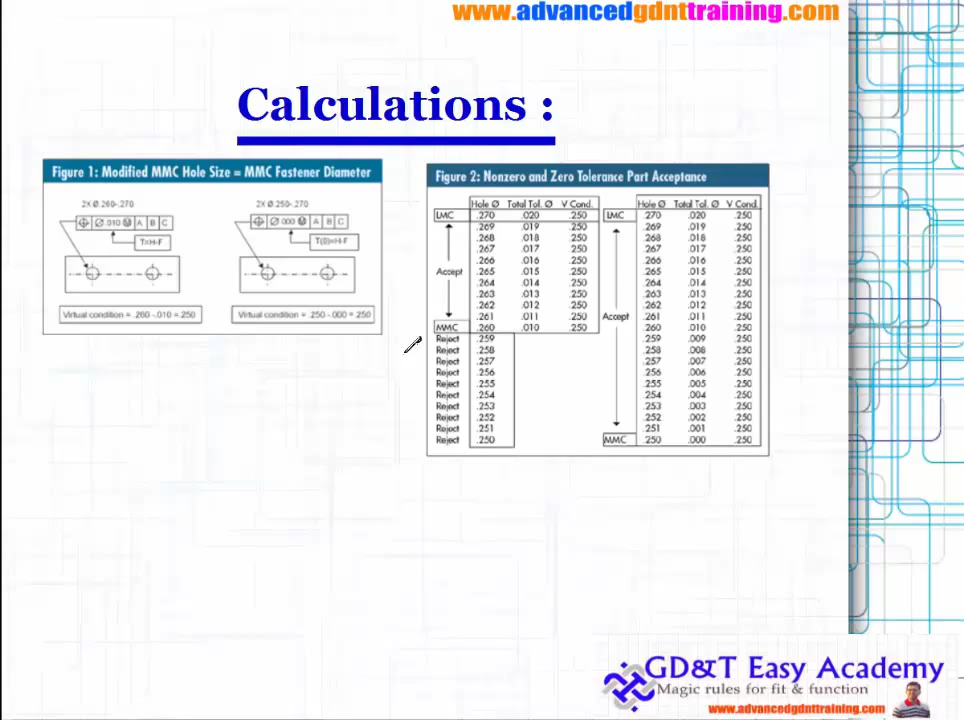 www.advancedgdnttraining.com
Calculations :
Figure 1: Modified MMC Hole Size = MMC Fastener Diameter
2X Ø.260-.270
Ø.010 Ⓜ A B C
T=H-F
Virtual condition = .260 -.010 = .250
2X Ø.250-.270
Ø.000 Ⓜ A B C
T(0)=H-F
Virtual condition = .250 -.000 = .250
Figure 2: Nonzero and Zero Tolerance Part Acceptance
Hole Ø Total Tol. Ø V Cond.
LMC .270 .020 .250
.269 .019 .250
.268 .018 .250
.267 .017 .250
.266 .016 .250
Accept .265 .015 .250
.264 .014 .250
.263 .013 .250
.262 .012 .250
.261 .011 .250
MMC .260 .010 .250
Reject .259
Reject .258
Reject .257
Reject .256
Reject .255
Reject .254
Reject .253
Reject .252
Reject .251
Reject .250
Hole Ø Total Tol. Ø V Cond.
LMC .270 .020 .250
.269 .019 .250
.268 .018 .250
.267 .017 .250
.266 .016 .250
.265 .015 .250
.264 .014 .250
.263 .013 .250
.262 .012 .250
Accept .261 .011 .250
.260 .010 .250
.259 .009 .250
.258 .008 .250
.257 .007 .250
.256 .006 .250
.255 .005 .250
.254 .004 .250
.253 .003 .250
.252 .002 .250
.251 .001 .250
MMC .250 .000 .250
GD&T Easy Academy
Magic rules for fit & function
www.advancedgdnttraining.com